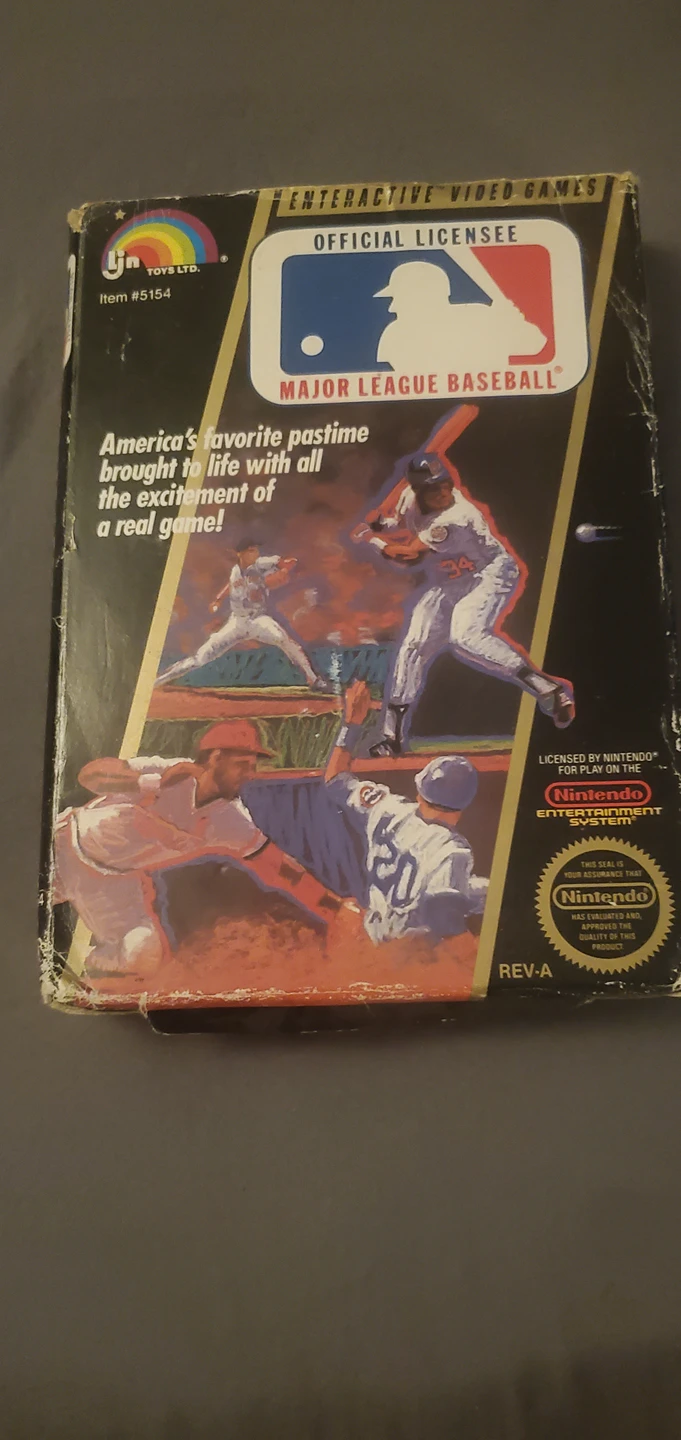 ENTERACTIVE™ VIDEO GAMES
LJN
TOYS LTD.®
Item #5154
OFFICIAL LICENSEE
MAJOR LEAGUE BASEBALL®
America's favorite pastime
brought to life with all
the excitement of
a real game!
34
50
LICENSED BY NINTENDO®
FOR PLAY ON THE
Nintendo
ENTERTAINMENT
SYSTEM®
THIS SEAL IS
YOUR ASSURANCE THAT
Nintendo®
HAS EVALUATED AND,
APPROVED THE
QUALITY OF THIS
PRODUCT.
REV-A